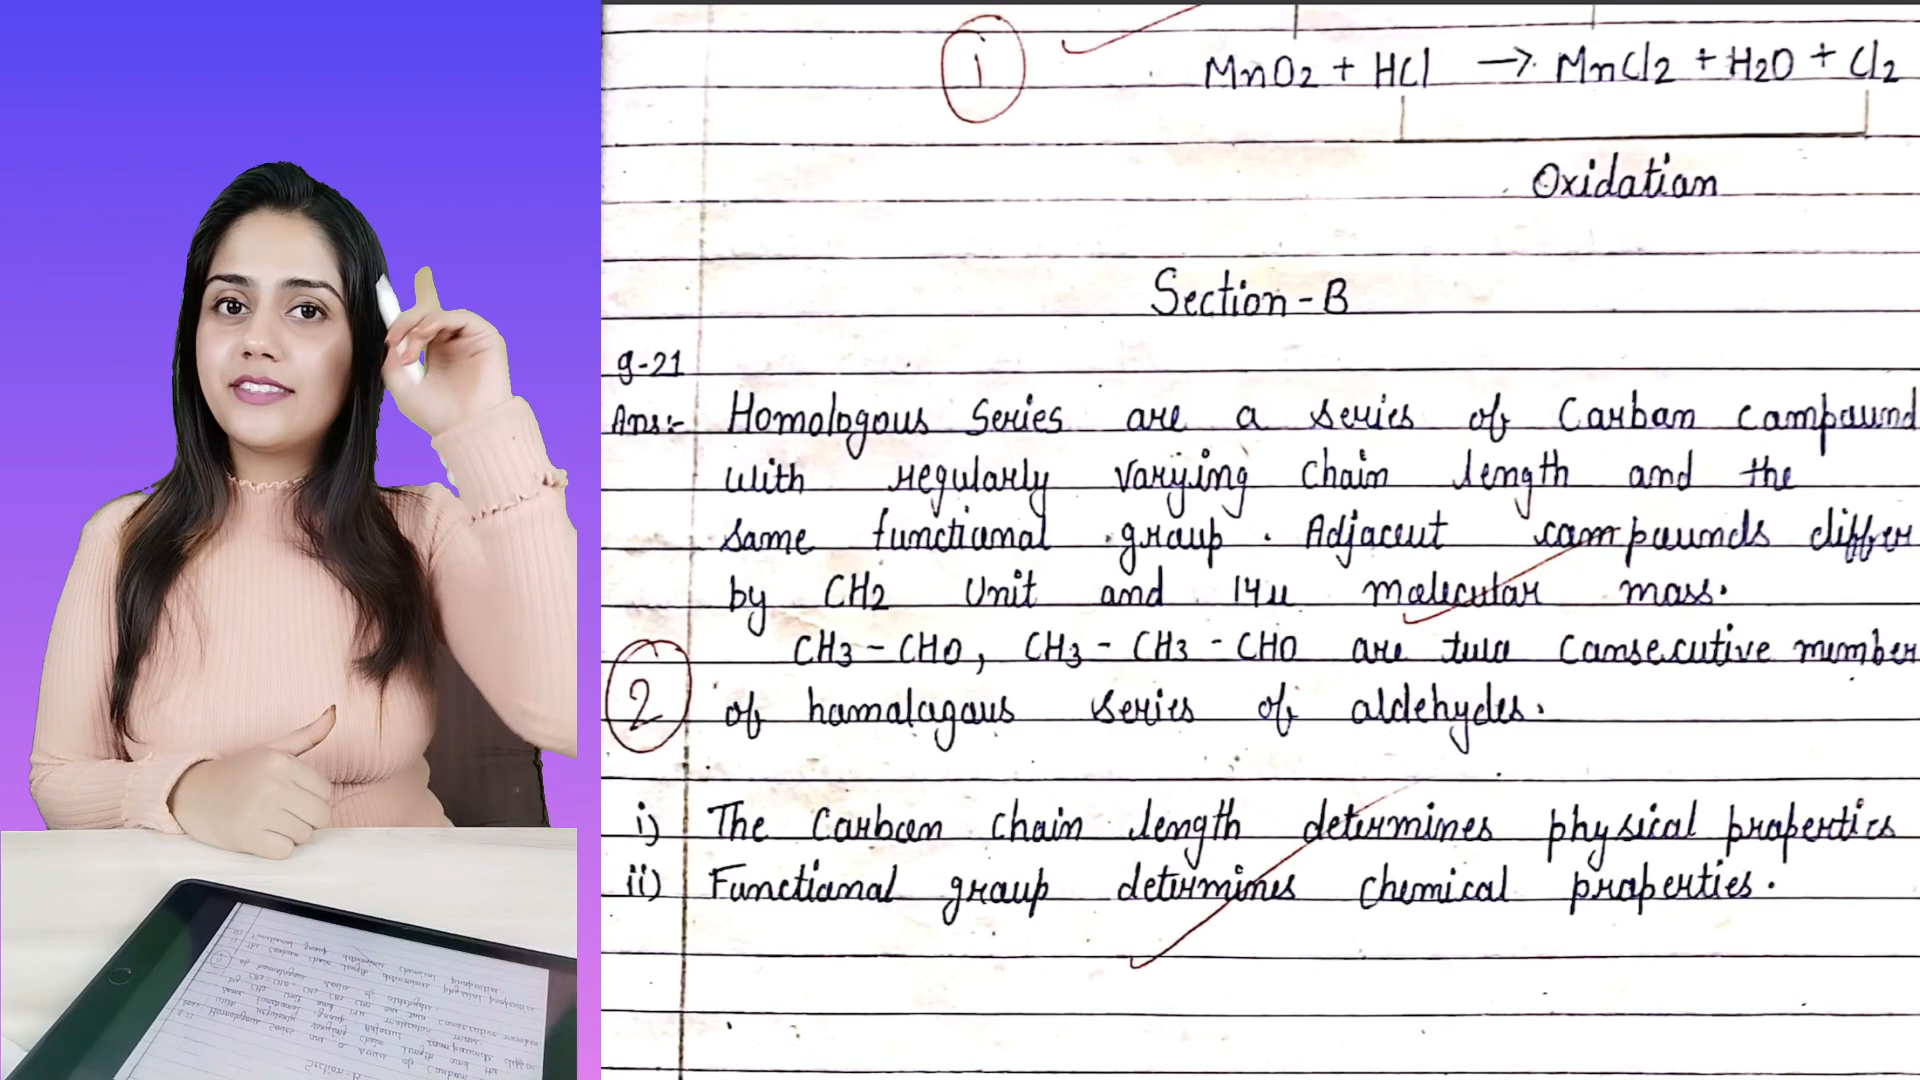 1
MnO2 + HCl → MnCl2 + H2O + Cl2
Oxidation
Section - B
9-21
Ans:- Homologous Series are a series of Carbon compound
with regularly varying chain length and the
same functional group. Adjacent compounds differ
by CH2 Unit and 14u molecular mass.
CH3 - CHO, CH3 - CH3 - CHO are two consecutive member
2
of homologous series of aldehydes.
i) The Carbon chain length determines physical properties
ii) Functional group determines chemical properties.